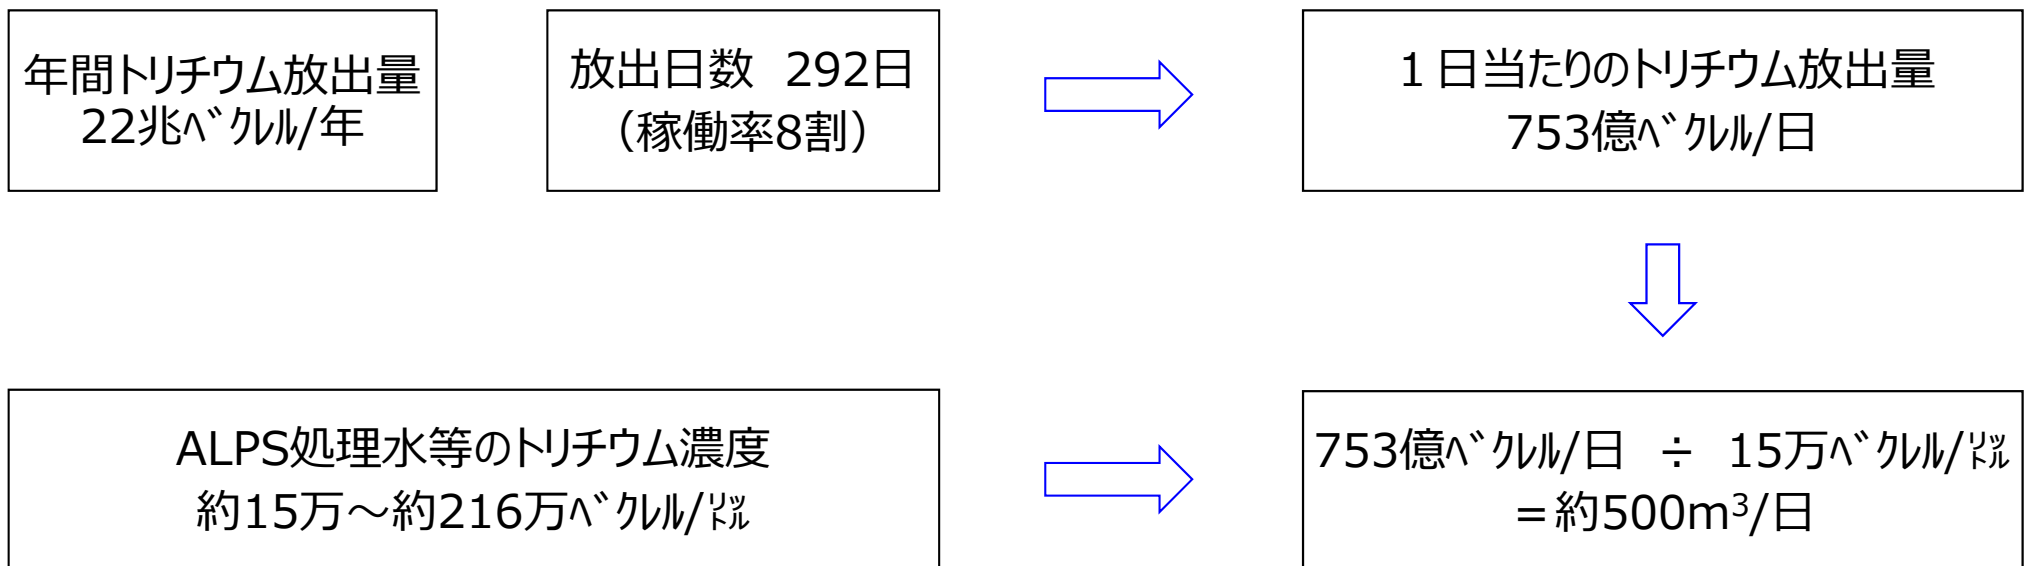 年間トリチウム放出量
22兆ﾍﾞｸﾚﾙ/年
放出日数 292日
（稼働率8割）
１日当たりのトリチウム放出量
753億ﾍﾞｸﾚﾙ/日
ALPS処理水等のトリチウム濃度
約15万～約216万ﾍﾞｸﾚﾙ/㍑
753億ﾍﾞｸﾚﾙ/日 ÷ 15万ﾍﾞｸﾚﾙ/㍑
＝約500m³/日